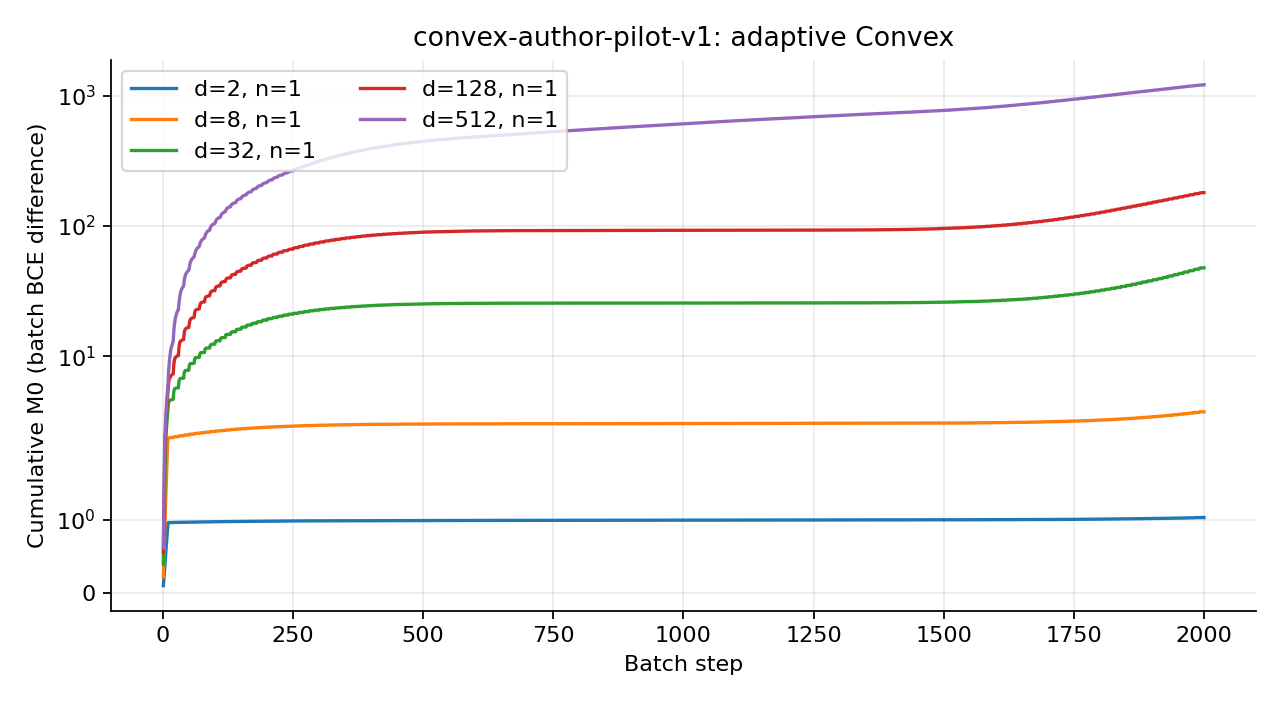 convex-author-pilot-v1: adaptive Convex
Cumulative M0 (batch BCE difference)
10³
10²
10¹
10⁰
0
d=2, n=1
d=8, n=1
d=32, n=1
d=128, n=1
d=512, n=1
0 250 500 750 1000 1250 1500 1750 2000
Batch step